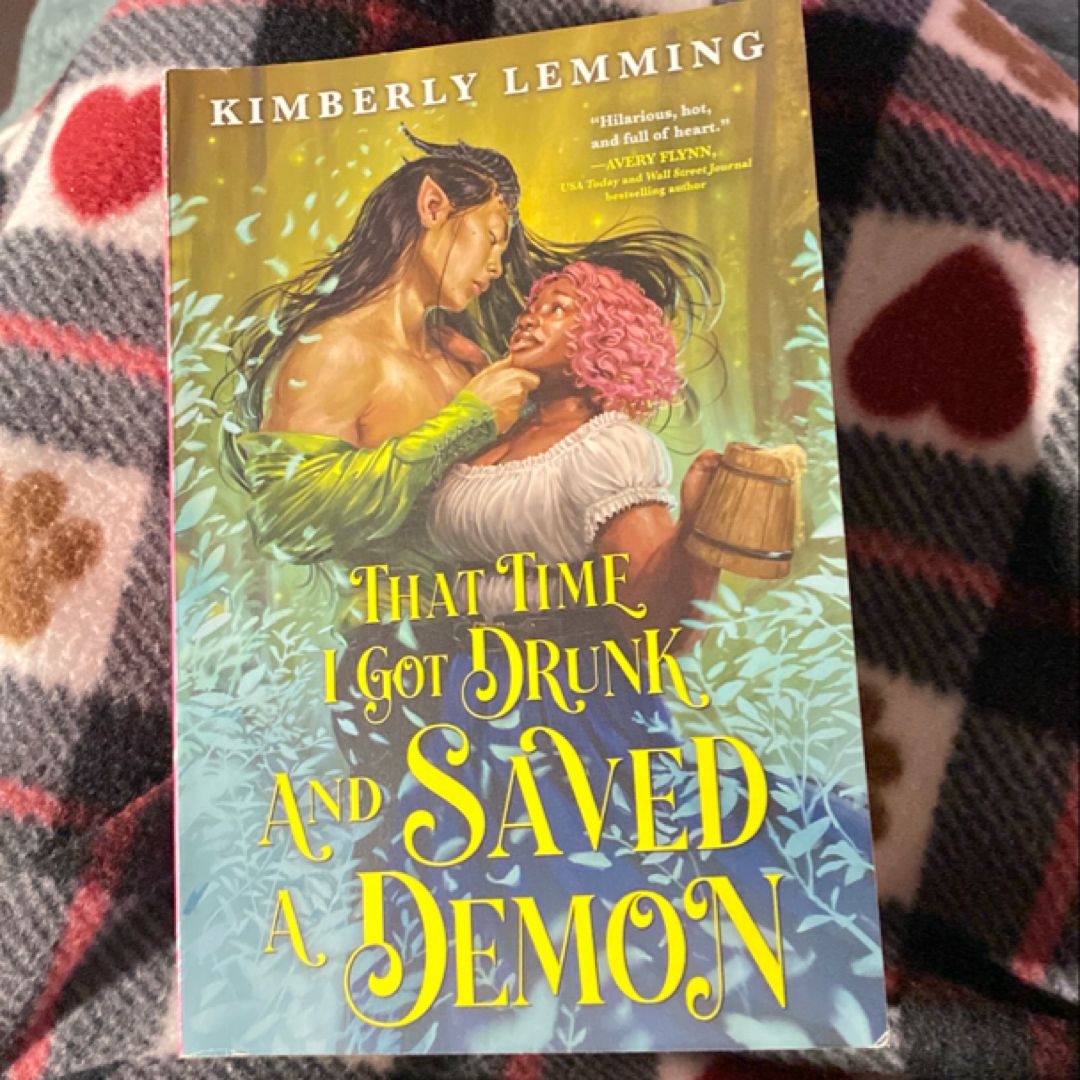 KIMBERLY LEMMING
“Hilarious, hot,
and full of heart.”
—AVERY FLYNN,
USA Today and Wall Street Journal
bestselling author
THAT TIME
I GOT DRUNK
AND SAVED
A DEMON